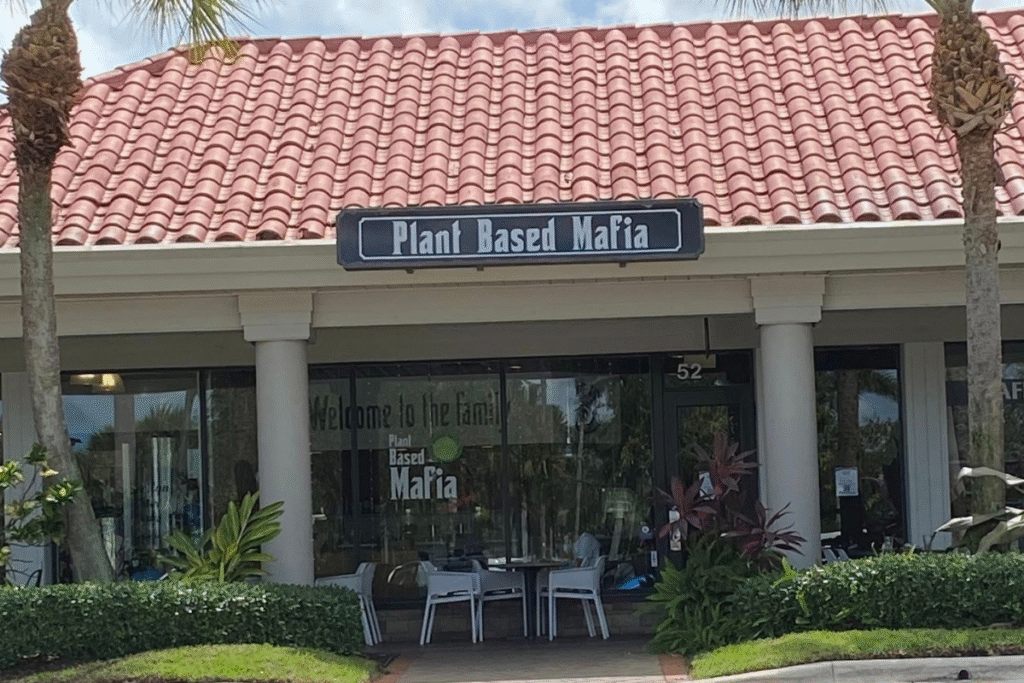 Plant Based Mafia
52
Welcome to the family
Plant
Based
Mafia